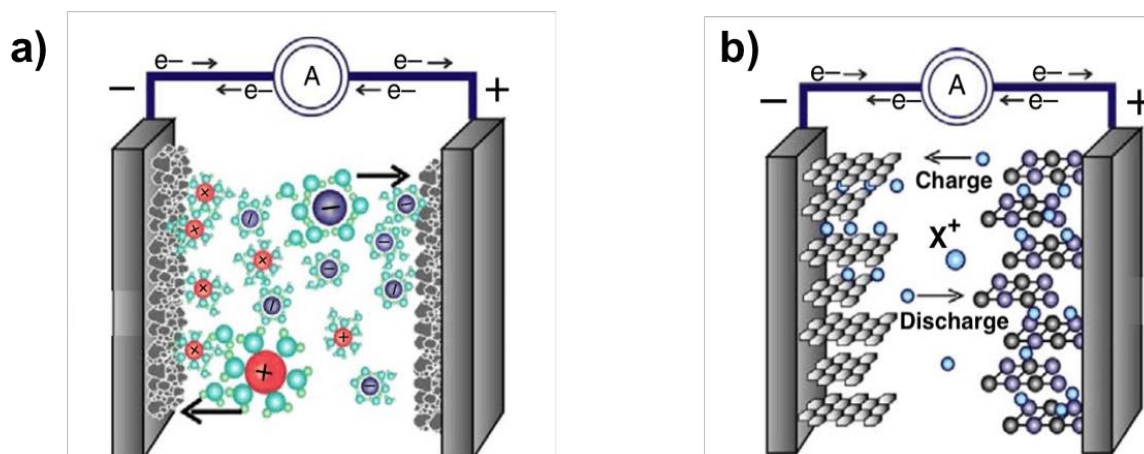 a)
e– → e– →
A
← e– ← e–
– +
+ – –
+ – –
+ –
+ – –
+ +
+ –
b)
e– → e– →
A
← e– ← e–
– +
← Charge
X⁺
→ Discharge